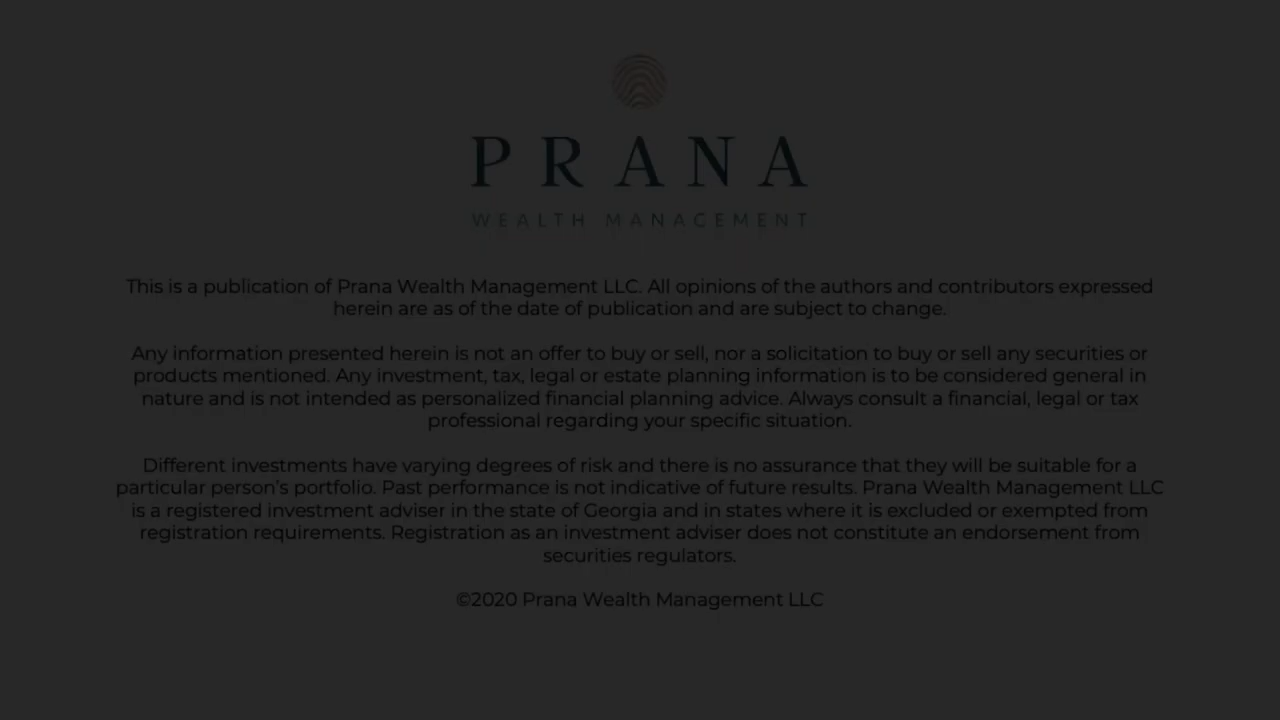 PRANA
WEALTH MANAGEMENT
This is a publication of Prana Wealth Management LLC. All opinions of the authors and contributors expressed
herein are as of the date of publication and are subject to change.
Any information presented herein is not an offer to buy or sell, nor a solicitation to buy or sell any securities or
products mentioned. Any investment, tax, legal or estate planning information is to be considered general in
nature and is not intended as personalized financial planning advice. Always consult a financial, legal or tax
professional regarding your specific situation.
Different investments have varying degrees of risk and there is no assurance that they will be suitable for a
particular person's portfolio. Past performance is not indicative of future results. Prana Wealth Management LLC
is a registered investment adviser in the state of Georgia and in states where it is excluded or exempted from
registration requirements. Registration as an investment adviser does not constitute an endorsement from
securities regulators.
©2020 Prana Wealth Management LLC